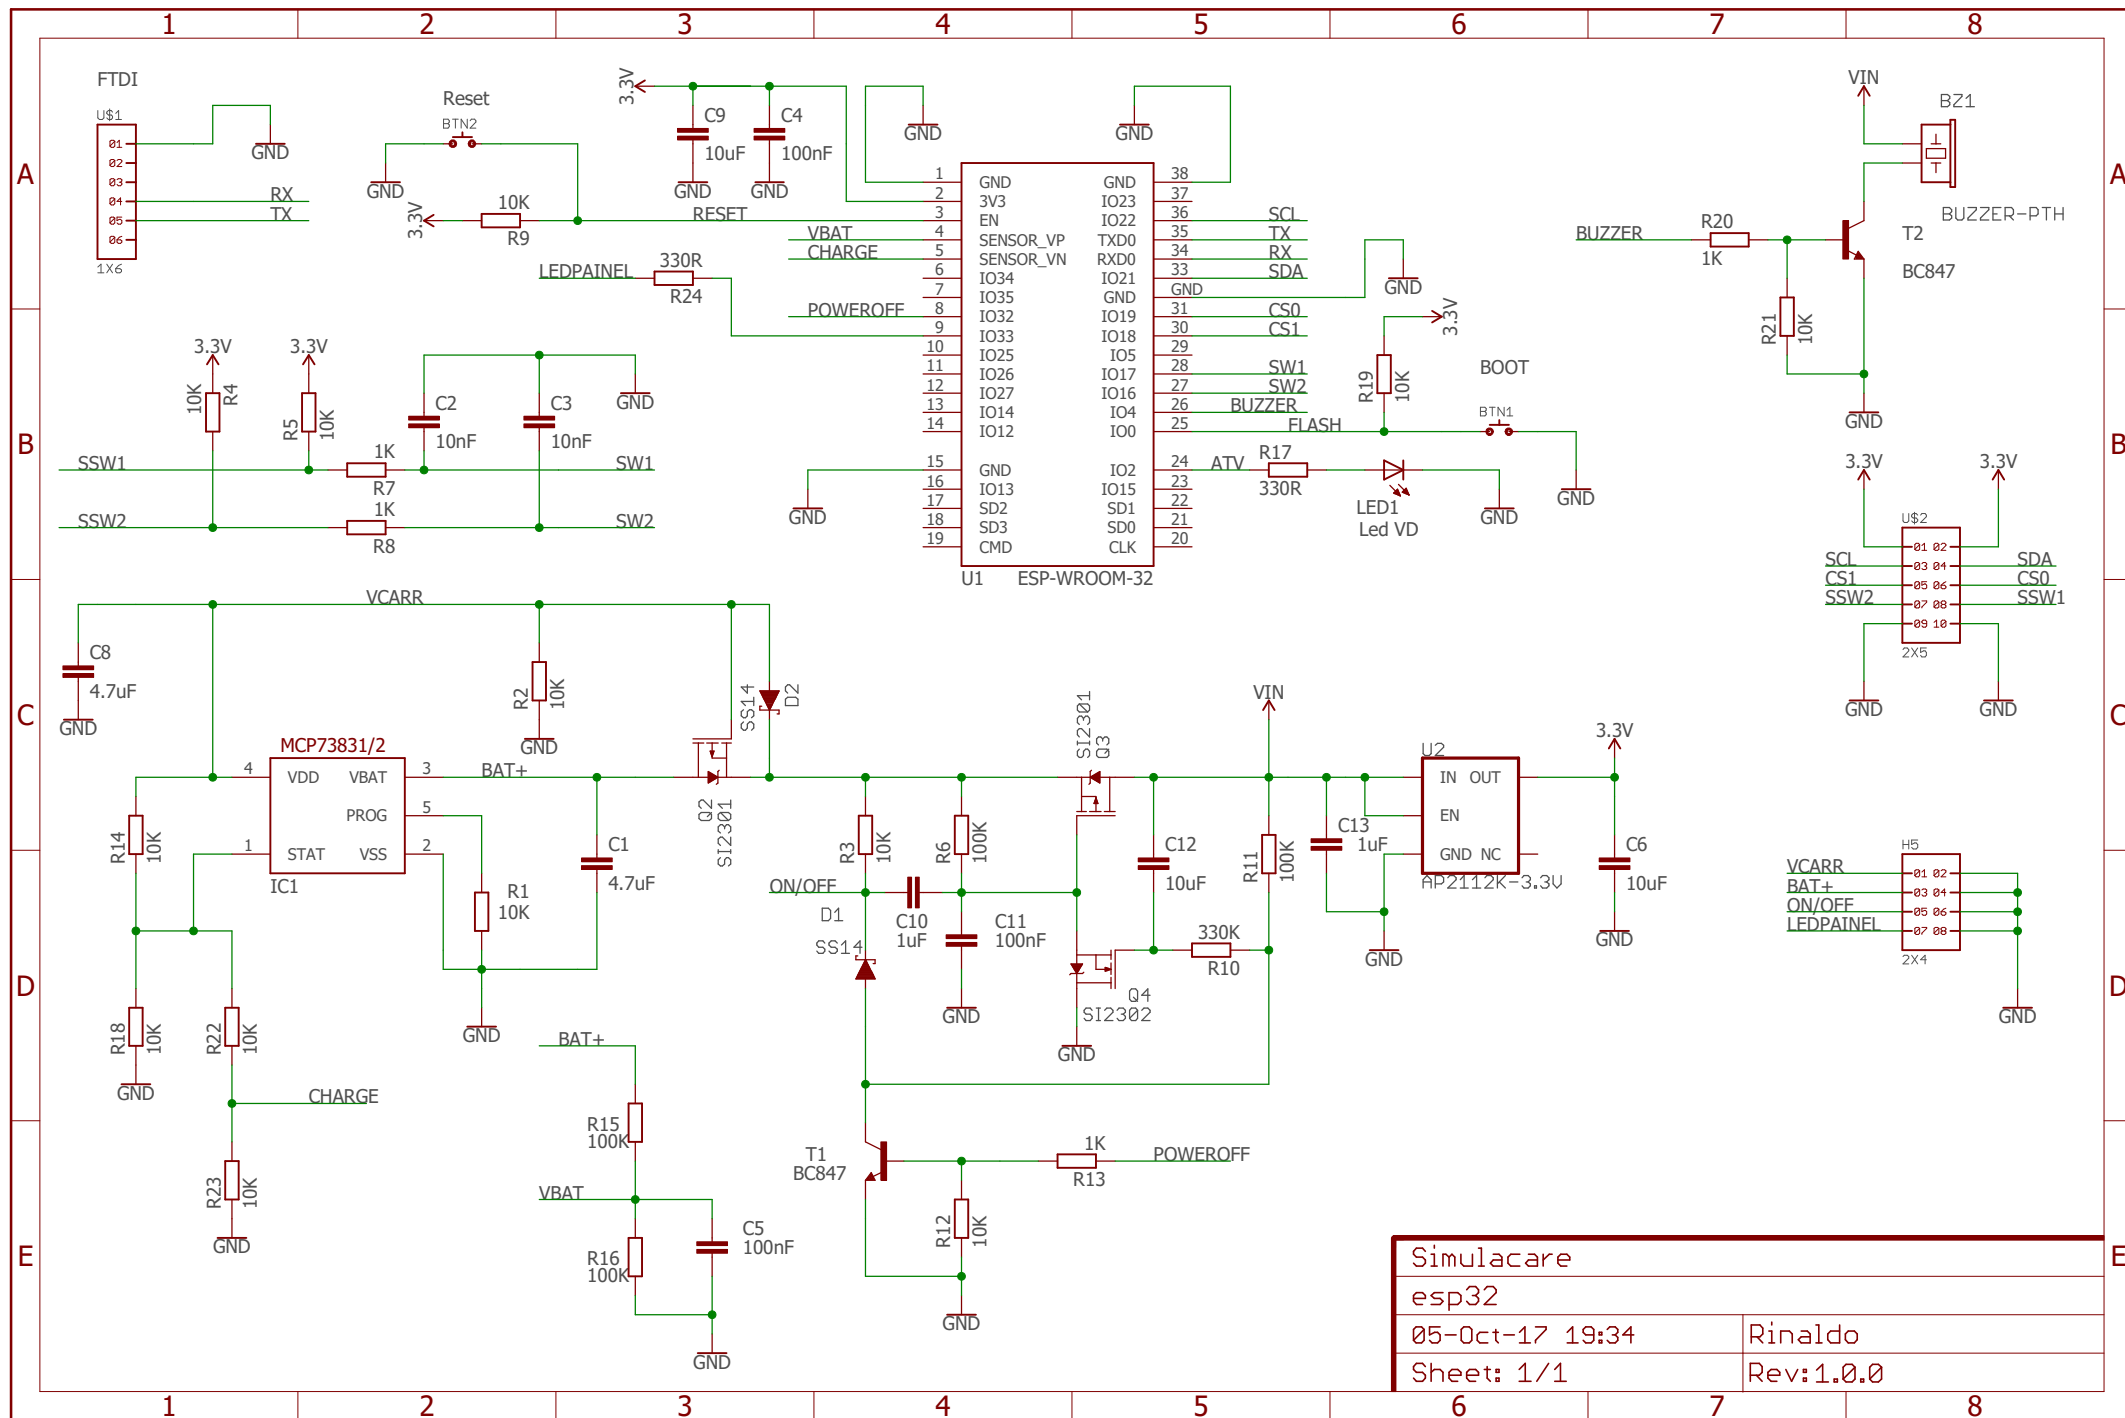 1 2 3 4 5 6 7 8
A
B
C
D
E
A
B
C
D
E
1 2 3 4 5 6 7 8
FTDI
U$1
01
02
03
04
05
06
1X6
GND
RX
TX
Reset
BTN2
GND
3.3V
10K
R9
RESET
3.3V
C9
10uF
GND
C4
100nF
GND
GND
GND
VBAT
CHARGE
LEDPAINEL
330R
R24
POWEROFF
1 GND
2 3V3
3 EN
4 SENSOR_VP
5 SENSOR_VN
6 IO34
7 IO35
8 IO32
9 IO33
10 IO25
11 IO26
12 IO27
13 IO14
14 IO12
15 GND
16 IO13
17 SD2
18 SD3
19 CMD
GND 38
IO23 37
IO22 36 SCL
TXD0 35 TX
RXD0 34 RX
IO21 33 SDA
GND GND
IO19 31 CS0
IO18 30 CS1
IO5 29
IO17 28 SW1
IO16 27 SW2
IO4 26 BUZZER
IO0 25 FLASH
IO2 24 ATV
IO15 23
SD1 22
SD0 21
CLK 20
U1 ESP-WROOM-32
GND
GND
3.3V
R19
10K
BOOT
BTN1
GND
R17
330R
LED1
Led VD
GND
VIN
BZ1
BUZZER-PTH
BUZZER
R20
1K
T2
BC847
R21
10K
GND
3.3V
10K
R4
3.3V
R5
10K
C2
10nF
C3
10nF
GND
SSW1
1K
R7
SW1
SSW2
1K
R8
SW2
3.3V
3.3V
U$2
01 02
03 04
05 06
07 08
09 10
2X5
SCL
CS1
SSW2
SDA
CS0
SSW1
GND
GND
VCARR
C8
4.7uF
GND
R2
10K
GND
SS14
D2
MCP73831/2
4 VDD
VBAT 3
PROG 5
1 STAT
VSS 2
IC1
BAT+
R14
10K
R1
10K
GND
C1
4.7uF
Q2
SI2301
R18
10K
GND
R22
10K
CHARGE
R23
10K
GND
BAT+
R15
100K
VBAT
R16
100K
C5
100nF
GND
R3
10K
R6
100K
ON/OFF
C10
1uF
D1
SS14
C11
100nF
GND
SI2301
Q3
C12
10uF
Q4
SI2302
GND
330K
R10
R11
100K
VIN
C13
1uF
U2
IN OUT
EN
GND NC
AP2112K-3.3V
GND
3.3V
C6
10uF
GND
T1
BC847
1K
R13
POWEROFF
R12
10K
GND
H5
01 02
03 04
05 06
07 08
2X4
VCARR
BAT+
ON/OFF
LEDPAINEL
GND
Simulacare
esp32
05-Oct-17 19:34 Rinaldo
Sheet: 1/1 Rev:1.0.0